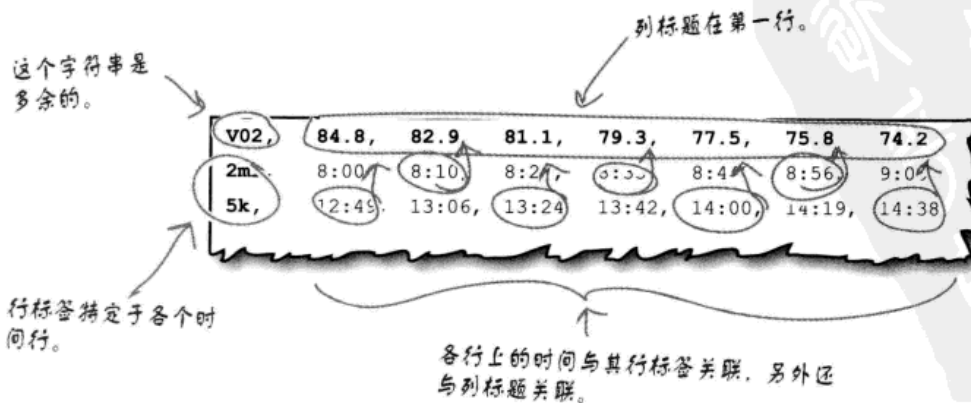 列标题在第一行。
这个字符串是
多余的。
V02, 84.8, 82.9, 81.1, 79.3, 77.5, 75.8 74.2
8:00, 8:10, 8:56,
5k, 12:49, 13:06, 13:24 13:42, 14:00, 14:19, 14:38
行标签特定于各个时
间行。
各行上的时间与其行标签关联，另外还
与列标题关联。